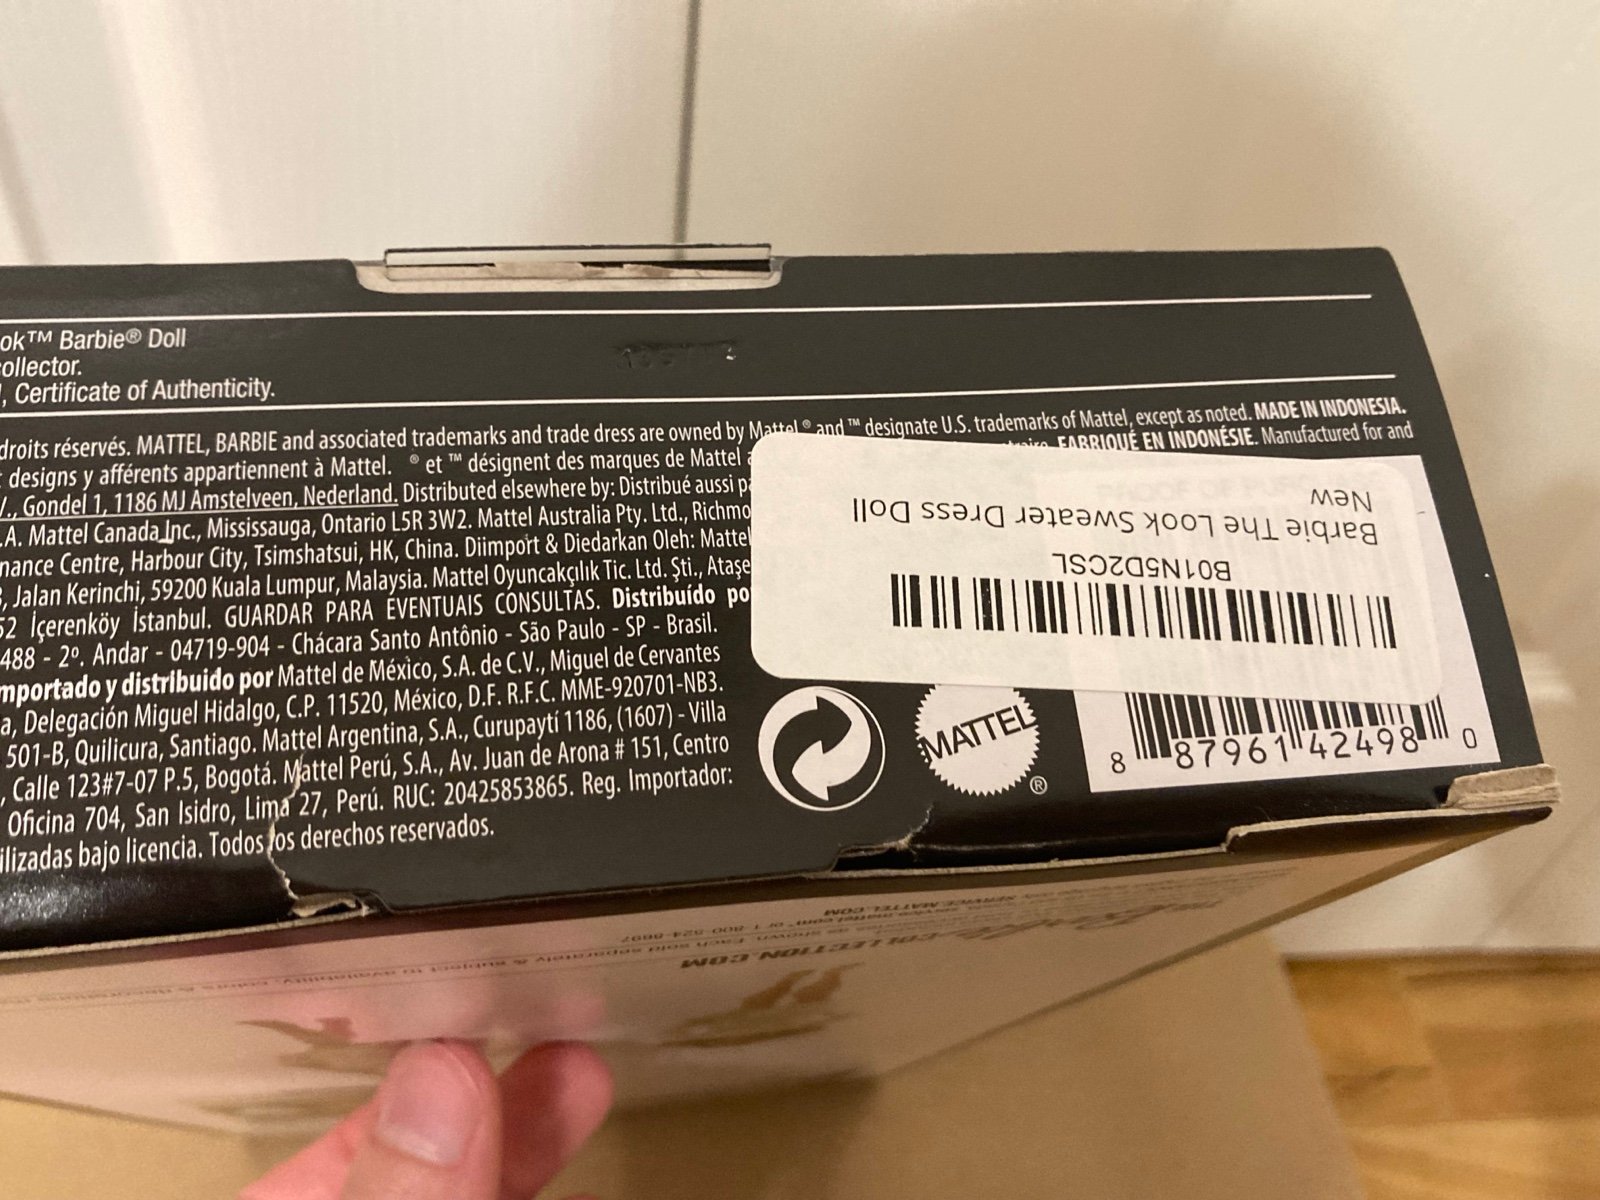 ok™ Barbie® Doll
ollector.
, Certificate of Authenticity.
droits réservés. MATTEL, BARBIE and associated trademarks and trade dress are owned by Mattel ® and ™ designate U.S. trademarks of Mattel, except as noted. MADE IN INDONESIA.
designs y afférents appartiennent à Mattel. ® et ™ désignent des marques de Mattel FABRIQUÉ EN INDONÉSIE. Manufactured for and
V., Gondel 1, 1186 MJ Amstelveen, Nederland. Distributed elsewhere by: Distribué aussi pa
.A. Mattel Canada Inc., Mississauga, Ontario L5R 3W2. Mattel Australia Pty. Ltd., Richmo
nance Centre, Harbour City, Tsimshatsui, HK, China. Diimport & Diedarkan Oleh: Mattel
, Jalan Kerinchi, 59200 Kuala Lumpur, Malaysia. Mattel Oyuncakçılık Tic. Ltd. Şti., Ataşe
52 İçerenköy İstanbul. GUARDAR PARA EVENTUAIS CONSULTAS. Distribuído po
488 - 2º. Andar - 04719-904 - Chácara Santo Antônio - São Paulo - SP - Brasil.
mportado y distribuido por Mattel de México, S.A. de C.V., Miguel de Cervantes
a, Delegación Miguel Hidalgo, C.P. 11520, México, D.F. R.F.C. MME-920701-NB3.
501-B, Quilicura, Santiago. Mattel Argentina, S.A., Curupaytí 1186, (1607) - Villa
, Calle 123#7-07 P.5, Bogotá. Mattel Perú, S.A., Av. Juan de Arona # 151, Centro
Oficina 704, San Isidro, Lima 27, Perú. RUC: 20425853865. Reg. Importador:
ilizadas bajo licencia. Todos los derechos reservados.
B01N5D2CSL
Barbie The Look Sweater Dress Doll
New
MATTEL®
8 87961 42498 0
COLLECTION.COM
SERVICE.MATTEL.COM